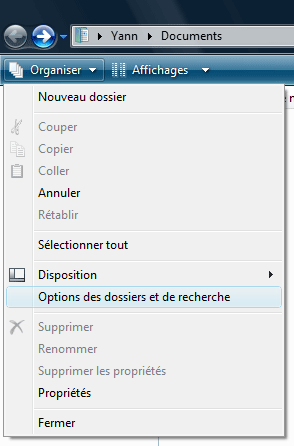 Yann Documents
Organiser Affichages
Nouveau dossier
Couper
Copier
Coller
Annuler
Rétablir
Sélectionner tout
Disposition
Options des dossiers et de recherche
Supprimer
Renommer
Supprimer les propriétés
Propriétés
Fermer